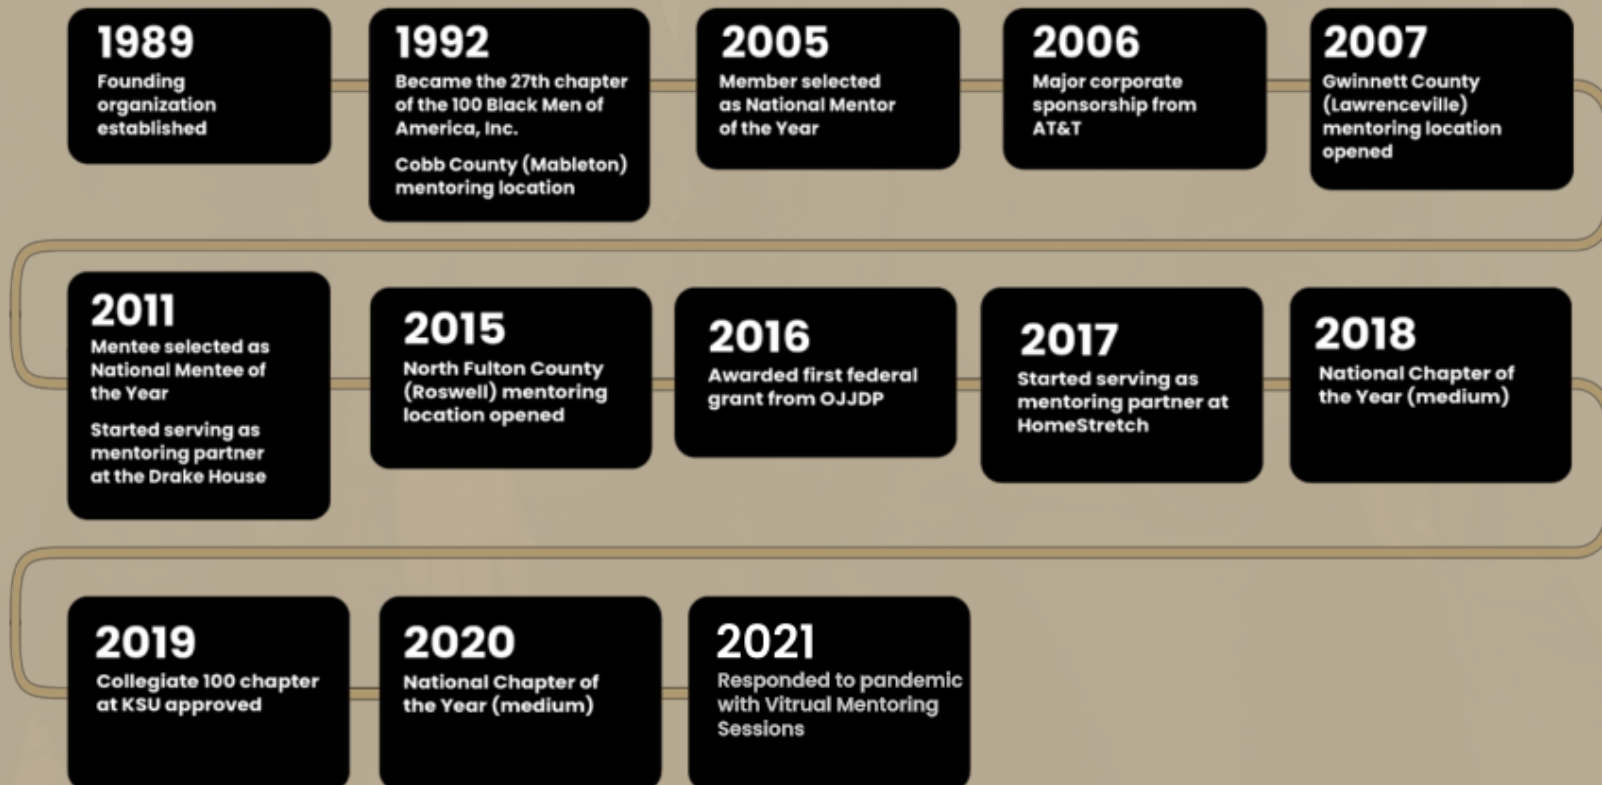 1989
Founding
organization
established
1992
Became the 27th chapter
of the 100 Black Men of
America, Inc.
Cobb County (Mableton)
mentoring location
2005
Member selected
as National Mentor
of the Year
2006
Major corporate
sponsorship from
AT&T
2007
Gwinnett County
(Lawrenceville)
mentoring location
opened
2011
Mentee selected as
National Mentee of
the Year
Started serving as
mentoring partner
at the Drake House
2015
North Fulton County
(Roswell) mentoring
location opened
2016
Awarded first federal
grant from OJJDP
2017
Started serving as
mentoring partner at
HomeStretch
2018
National Chapter of
the Year (medium)
2019
Collegiate 100 chapter
at KSU approved
2020
National Chapter of
the Year (medium)
2021
Responded to pandemic
with Vitrual Mentoring
Sessions